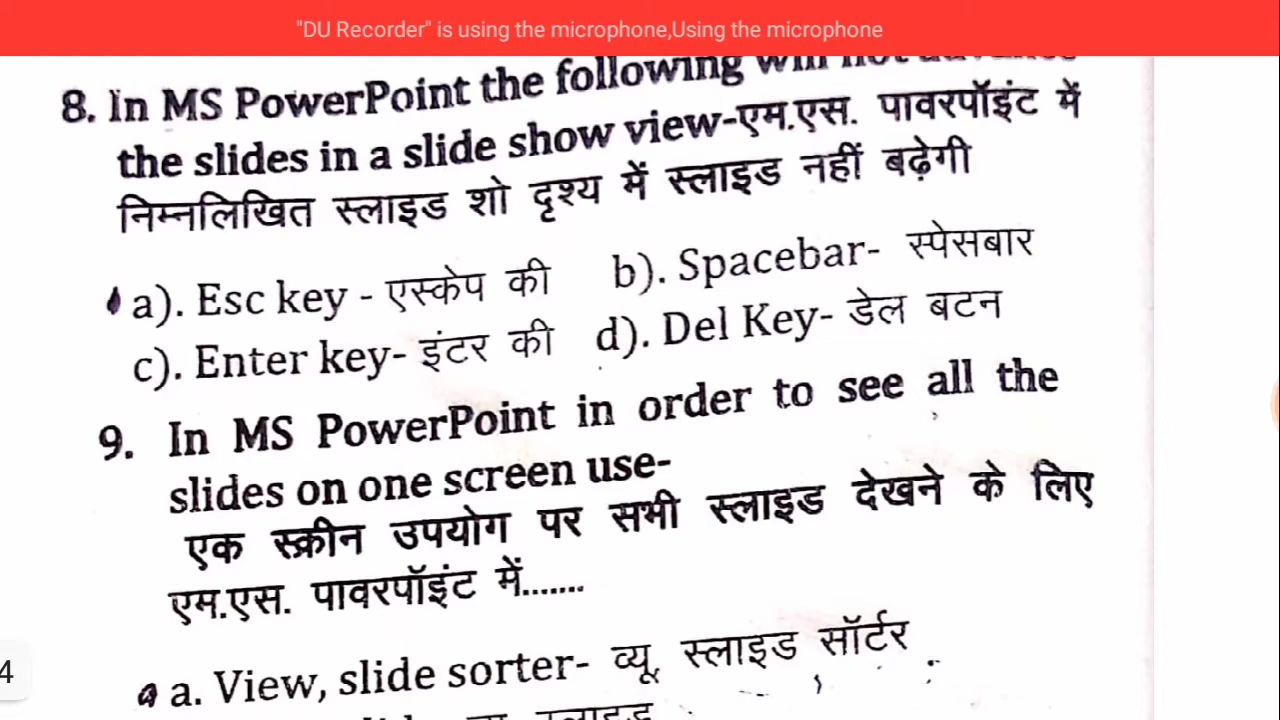 "DU Recorder" is using the microphone,Using the microphone
8. In MS PowerPoint the following will not advance
the slides in a slide show view-एम.एस. पावरपॉइंट में
निम्नलिखित स्लाइड शो दृश्य में स्लाइड नहीं बढ़ेगी
a). Esc key - एस्केप की b). Spacebar- स्पेसबार
c). Enter key- इंटर की d). Del Key- डेल बटन
9. In MS PowerPoint in order to see all the
slides on one screen use-
एक स्क्रीन उपयोग पर सभी स्लाइड देखने के लिए
एम.एस. पावरपॉइंट में.......
4
a. View, slide sorter- व्यू, स्लाइड सॉर्टर